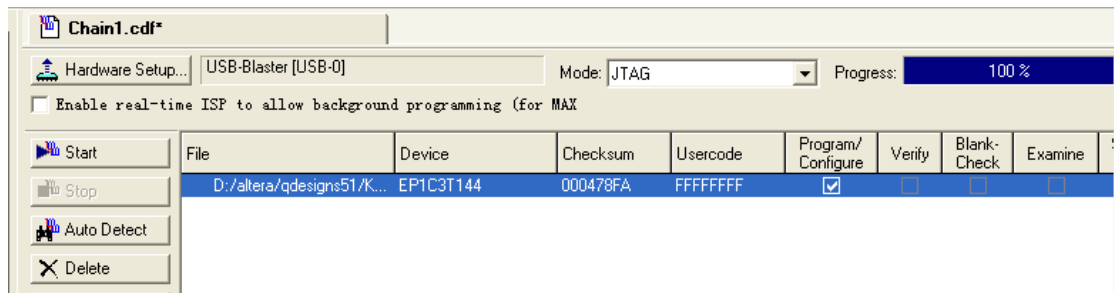 Chain1.cdf*
Hardware Setup... USB-Blaster [USB-0] Mode: JTAG Progress: 100 %
Enable real-time ISP to allow background programming (for MAX
Start File Device Checksum Usercode Program/ Configure Verify Blank- Check Examine
Stop D:/altera/qdesigns51/K... EP1C3T144 000478FA FFFFFFFF
Auto Detect
Delete